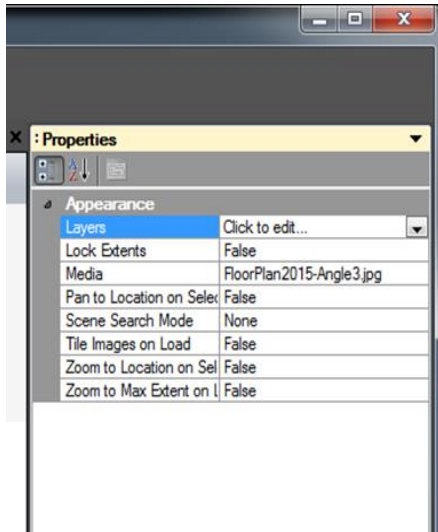 Properties
Appearance
Layers Click to edit...
Lock Extents False
Media FloorPlan2015-Angle3.jpg
Pan to Location on Selec False
Scene Search Mode None
Tile Images on Load False
Zoom to Location on Sel False
Zoom to Max Extent on L False